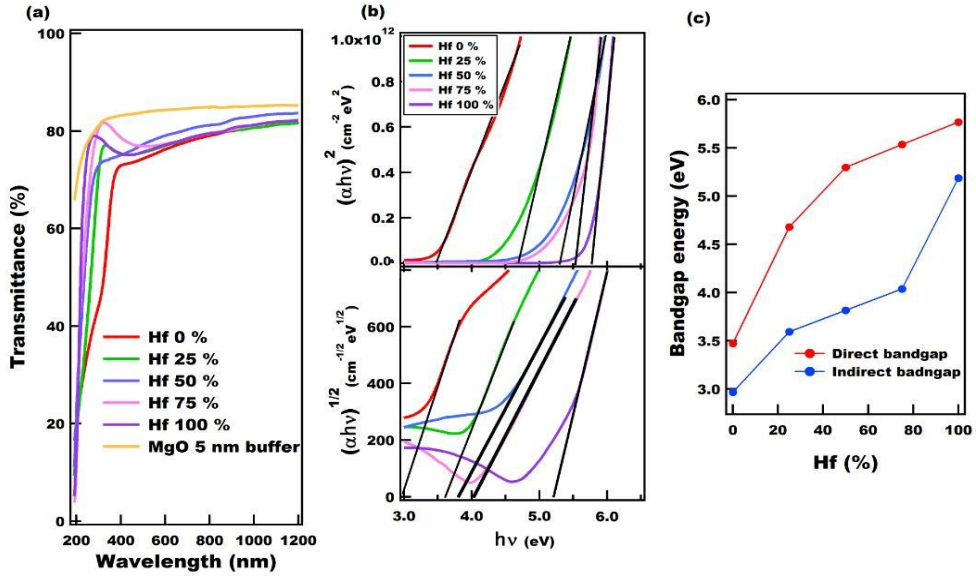 (a)
Transmittance (%)
100
80
60
40
20
0
Hf 0 %
Hf 25 %
Hf 50 %
Hf 75 %
Hf 100 %
MgO 5 nm buffer
200 400 600 800 1000 1200
Wavelength (nm)
(b)
(αhν)² (cm⁻² eV²)
1.0x10¹²
0.8
0.6
0.4
0.2
0.0
Hf 0 %
Hf 25 %
Hf 50 %
Hf 75 %
Hf 100 %
(αhν)^1/2 (cm^-1/2 eV^1/2)
600
400
200
0
3.0 4.0 5.0 6.0
hν (eV)
(c)
Bandgap energy (eV)
6.0
5.5
5.0
4.5
4.0
3.5
3.0
Direct bandgap
Indirect badngap
0 20 40 60 80 100
Hf (%)